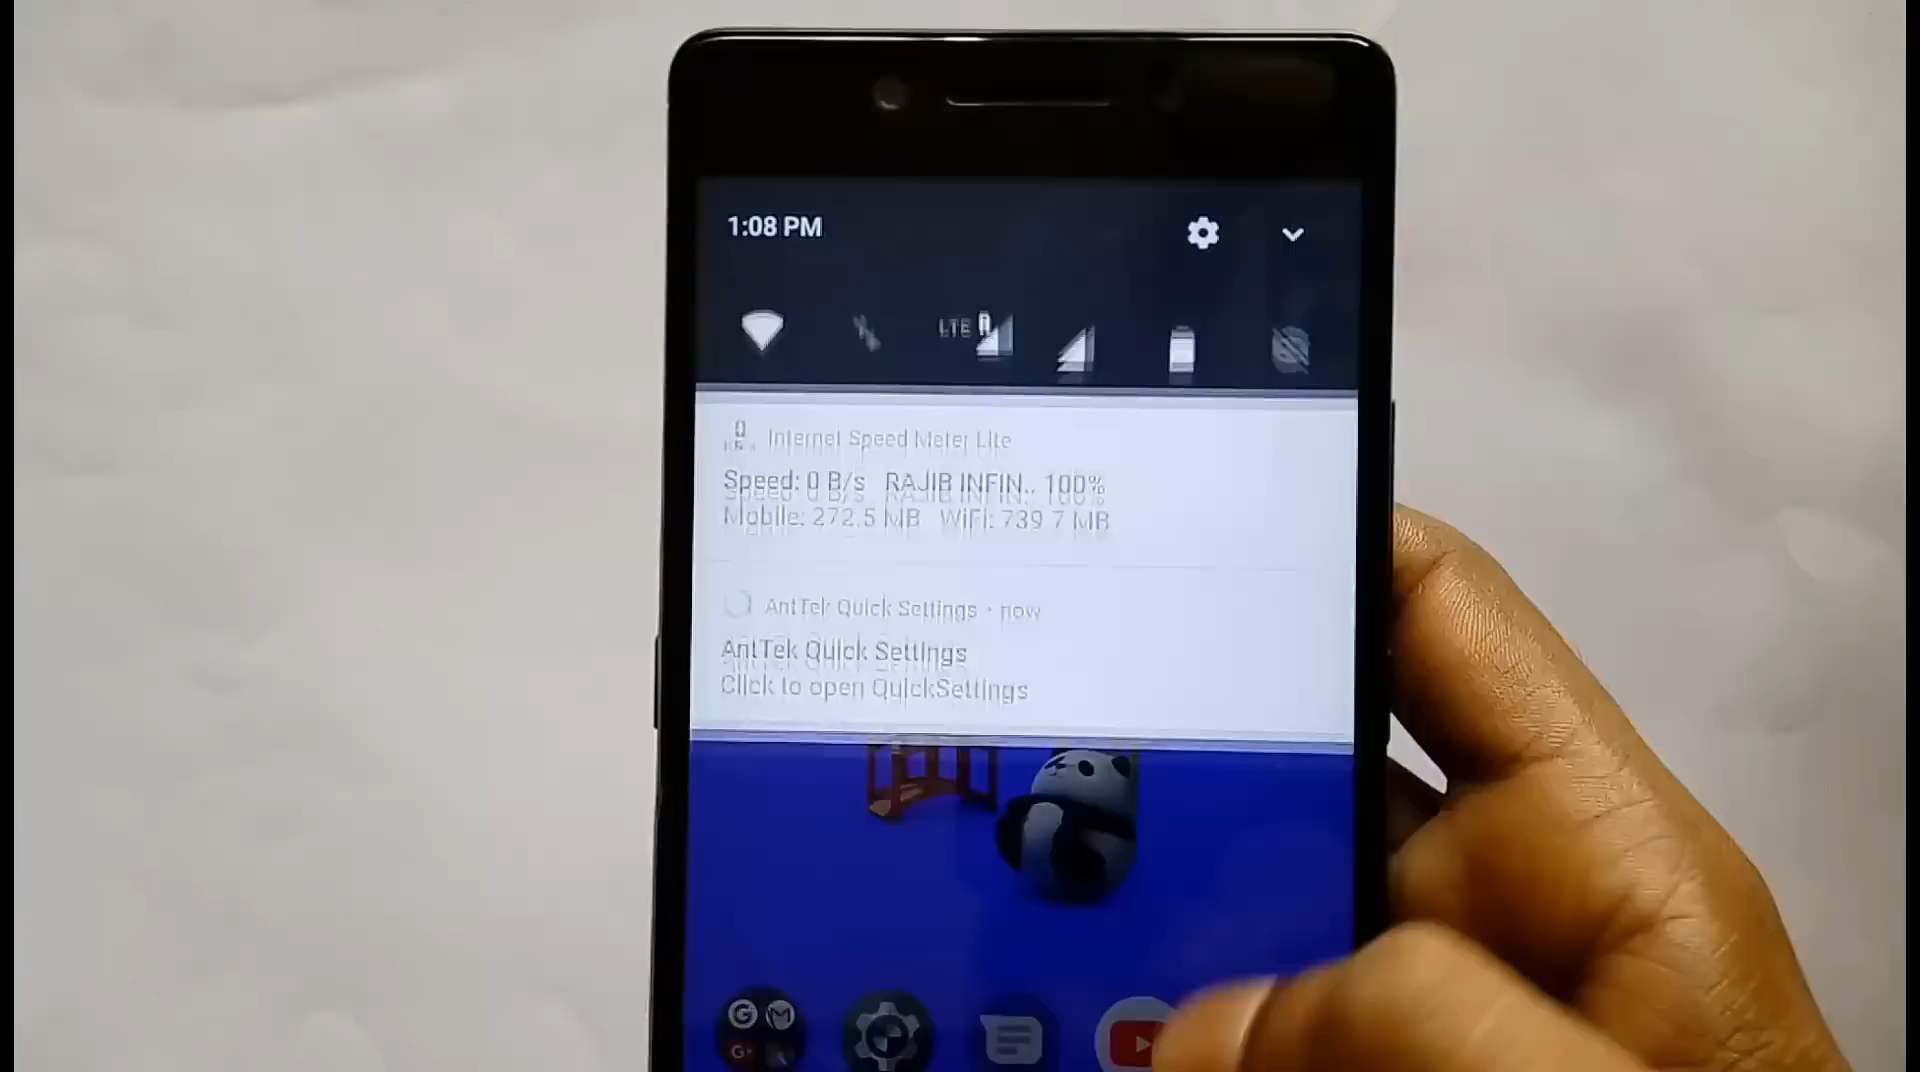 1:08 PM
LTE
Internet Speed Meter Lite
Speed: 0 B/s RAJIB INFIN.. 100%
Mobile: 272.5 MB WiFi: 739.7 MB
AntTek Quick Settings · now
AntTek Quick Settings
Click to open QuickSettings